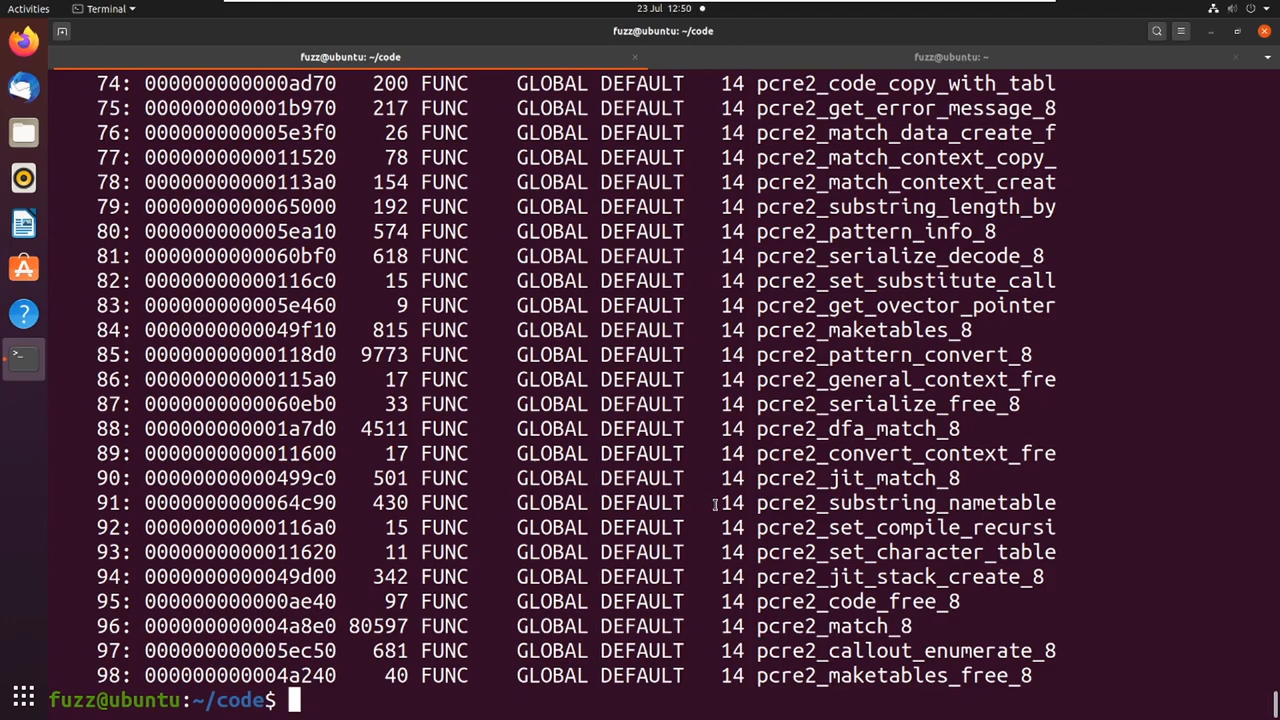 Activities Terminal 23 Jul 12:50
fuzz@ubuntu: ~/code
fuzz@ubuntu: ~/code × fuzz@ubuntu: ~ ×
74: 000000000000ad70 200 FUNC GLOBAL DEFAULT 14 pcre2_code_copy_with_tabl
75: 000000000001b970 217 FUNC GLOBAL DEFAULT 14 pcre2_get_error_message_8
76: 000000000005e3f0 26 FUNC GLOBAL DEFAULT 14 pcre2_match_data_create_f
77: 0000000000011520 78 FUNC GLOBAL DEFAULT 14 pcre2_match_context_copy_
78: 00000000000113a0 154 FUNC GLOBAL DEFAULT 14 pcre2_match_context_creat
79: 0000000000065000 192 FUNC GLOBAL DEFAULT 14 pcre2_substring_length_by
80: 000000000005ea10 574 FUNC GLOBAL DEFAULT 14 pcre2_pattern_info_8
81: 0000000000060bf0 618 FUNC GLOBAL DEFAULT 14 pcre2_serialize_decode_8
82: 00000000000116c0 15 FUNC GLOBAL DEFAULT 14 pcre2_set_substitute_call
83: 000000000005e460 9 FUNC GLOBAL DEFAULT 14 pcre2_get_ovector_pointer
84: 0000000000049f10 815 FUNC GLOBAL DEFAULT 14 pcre2_maketables_8
85: 00000000000118d0 9773 FUNC GLOBAL DEFAULT 14 pcre2_pattern_convert_8
86: 00000000000115a0 17 FUNC GLOBAL DEFAULT 14 pcre2_general_context_fre
87: 0000000000060eb0 33 FUNC GLOBAL DEFAULT 14 pcre2_serialize_free_8
88: 000000000001a7d0 4511 FUNC GLOBAL DEFAULT 14 pcre2_dfa_match_8
89: 0000000000011600 17 FUNC GLOBAL DEFAULT 14 pcre2_convert_context_fre
90: 00000000000499c0 501 FUNC GLOBAL DEFAULT 14 pcre2_jit_match_8
91: 0000000000064c90 430 FUNC GLOBAL DEFAULT 14 pcre2_substring_nametable
92: 00000000000116a0 15 FUNC GLOBAL DEFAULT 14 pcre2_set_compile_recursi
93: 0000000000011620 11 FUNC GLOBAL DEFAULT 14 pcre2_set_character_table
94: 0000000000049d00 342 FUNC GLOBAL DEFAULT 14 pcre2_jit_stack_create_8
95: 000000000000ae40 97 FUNC GLOBAL DEFAULT 14 pcre2_code_free_8
96: 000000000004a8e0 80597 FUNC GLOBAL DEFAULT 14 pcre2_match_8
97: 000000000005ec50 681 FUNC GLOBAL DEFAULT 14 pcre2_callout_enumerate_8
98: 000000000004a240 40 FUNC GLOBAL DEFAULT 14 pcre2_maketables_free_8
fuzz@ubuntu:~/code$